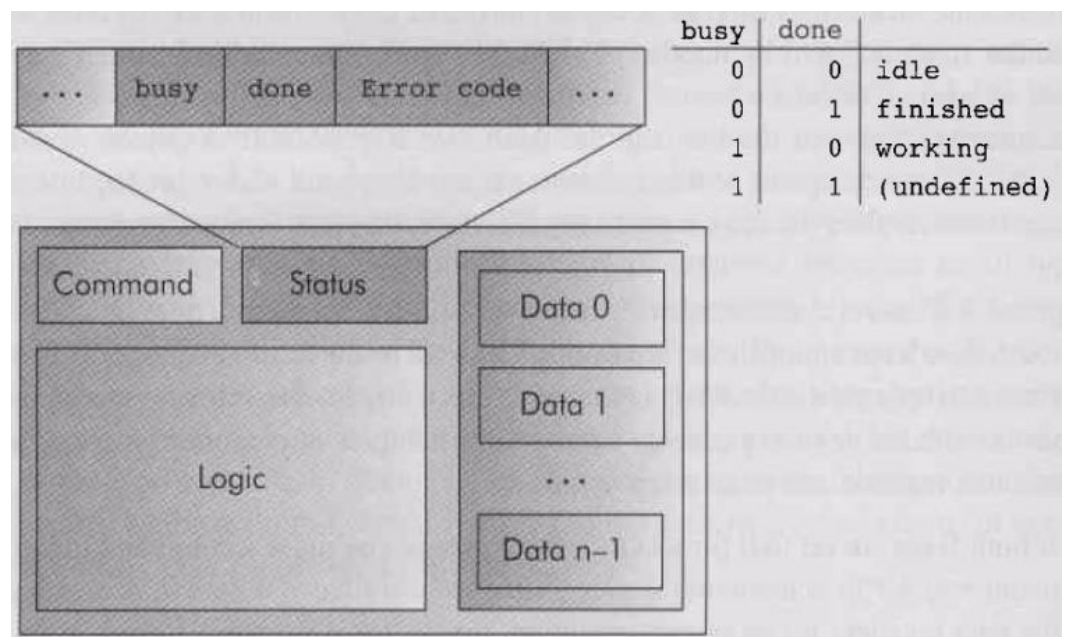 ... busy done Error code ...
busy done
0 0 idle
0 1 finished
1 0 working
1 1 (undefined)
Command Status
Data 0
Data 1
Logic
...
Data n-1